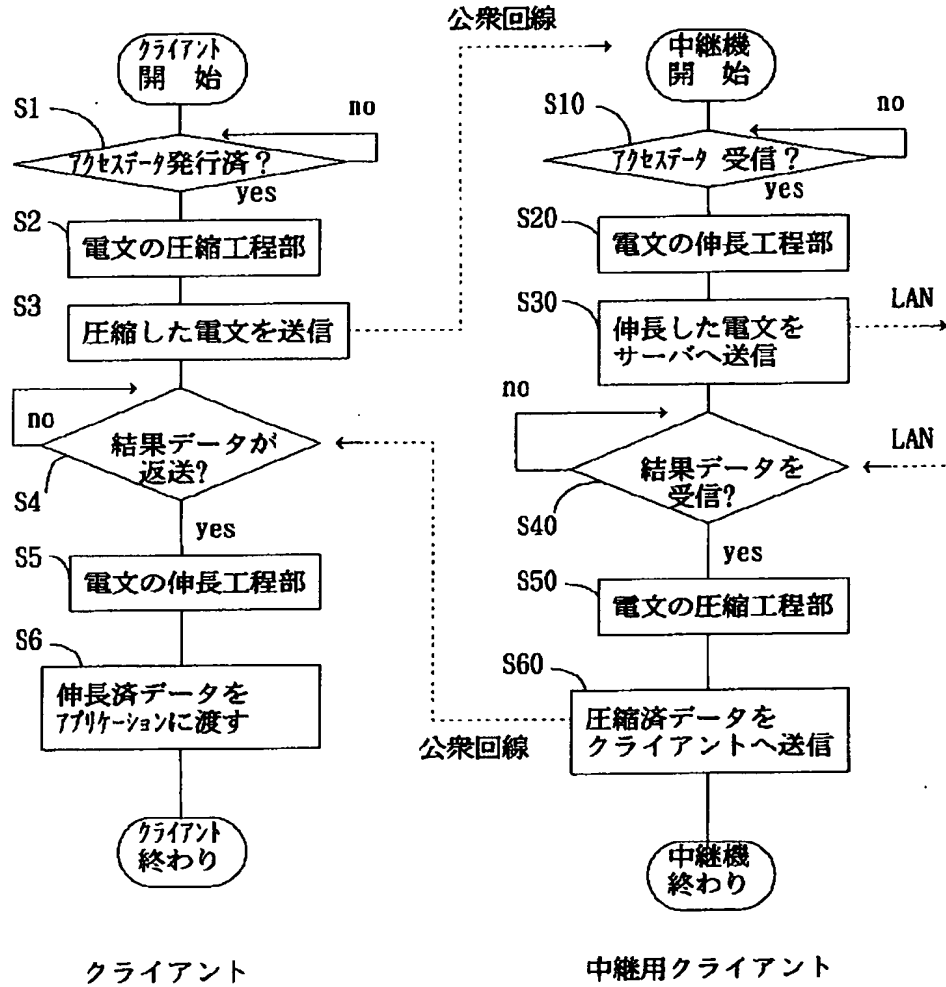 公衆回線
クライアント
開 始
S1
no
アクセスデータ発行済?
yes
S2
電文の圧縮工程部
S3
圧縮した電文を送信
no
結果データが
返送?
S4
yes
S5
電文の伸長工程部
S6
伸長済データを
アプリケーションに渡す
クライアント
終わり
クライアント
中継機
開 始
S10
no
アクセスデータ 受信?
yes
S20
電文の伸長工程部
S30
LAN
伸長した電文を
サーバへ送信
no
LAN
結果データを
受信?
S40
yes
S50
電文の圧縮工程部
S60
圧縮済データを
クライアントへ送信
公衆回線
中継機
終わり
中継用クライアント